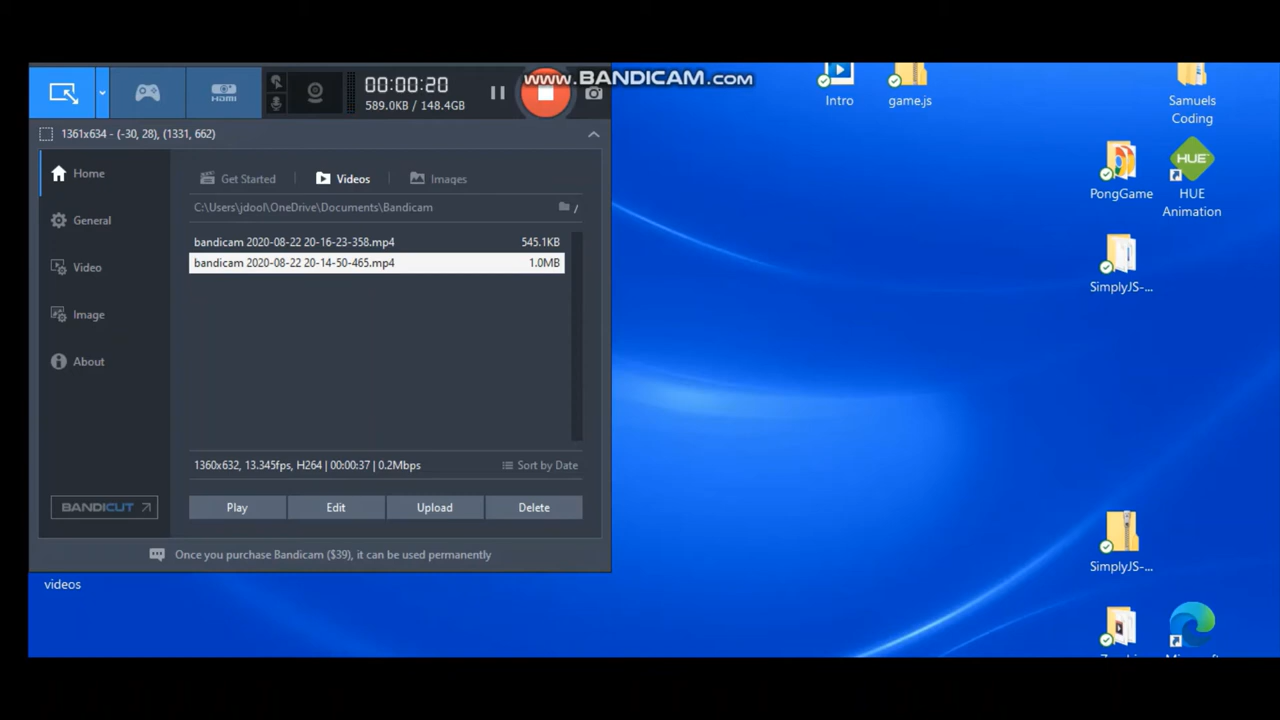 00:00:20
589.0KB / 148.4GB
www.BANDICAM.com
HDMI
1361x634 - (-30, 28), (1331, 662)
Home
General
Video
Image
About
Get Started
Videos
Images
C:\Users\jdool\OneDrive\Documents\Bandicam
/
bandicam 2020-08-22 20-16-23-358.mp4 545.1KB
bandicam 2020-08-22 20-14-50-465.mp4 1.0MB
1360x632, 13.345fps, H264 | 00:00:37 | 0.2Mbps
Sort by Date
BANDICUT
Play Edit Upload Delete
Once you purchase Bandicam ($39), it can be used permanently
videos
Intro
game.js
Samuels
Coding
PongGame
HUE
HUE
Animation
SimplyJS-...
SimplyJS-...